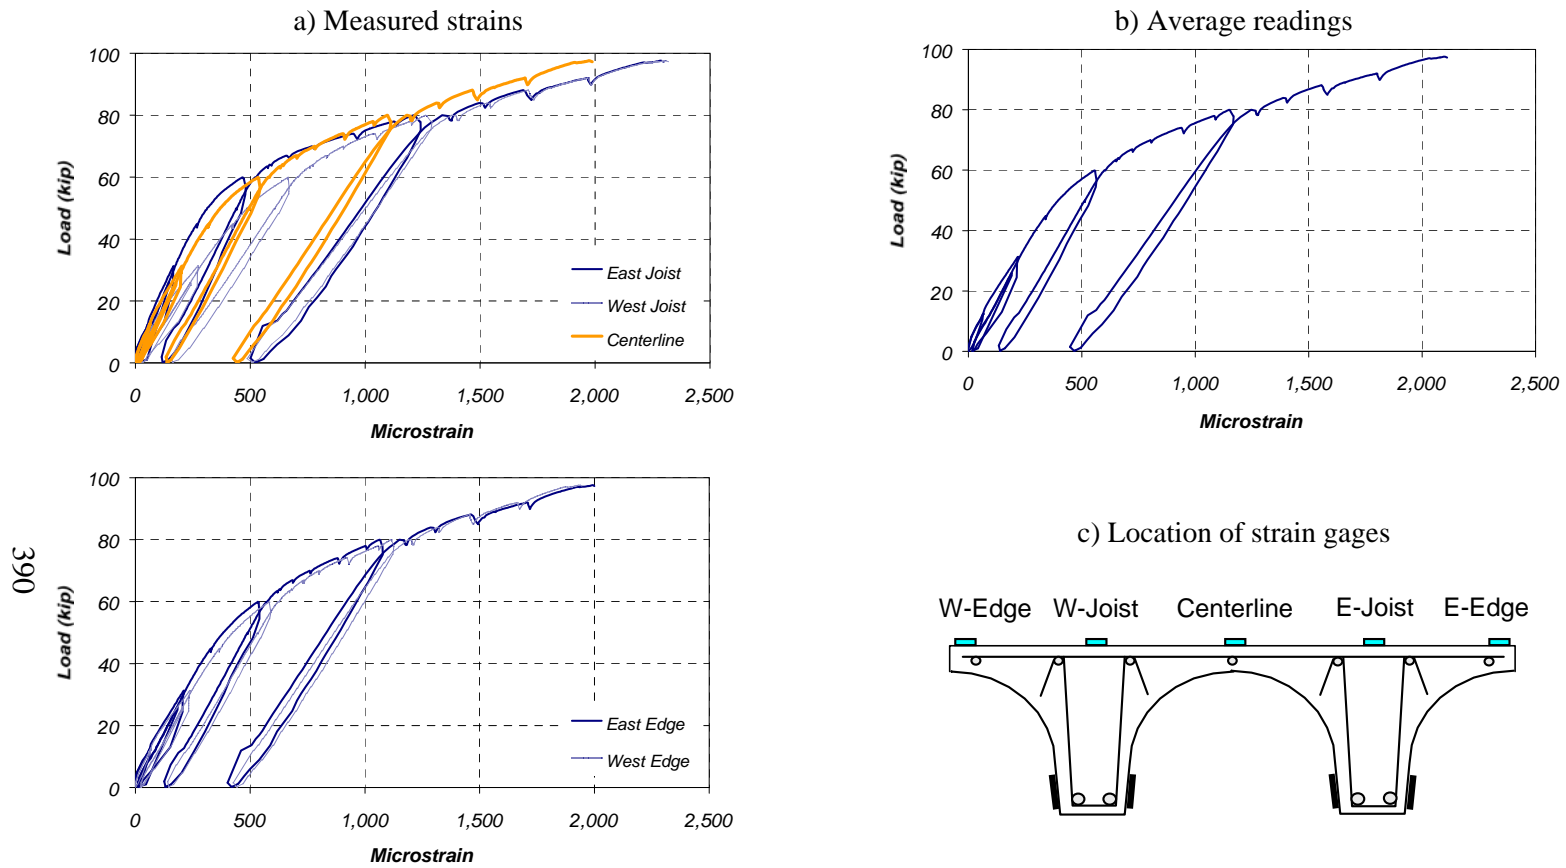 a) Measured strains
100
80
60
40
20
0
Load (kip)
East Joist
West Joist
Centerline
0 500 1,000 1,500 2,000 2,500
Microstrain
b) Average readings
100
80
60
40
20
0
Load (kip)
0 500 1,000 1,500 2,000 2,500
Microstrain
390
100
80
60
40
20
0
Load (kip)
East Edge
West Edge
0 500 1,000 1,500 2,000 2,500
Microstrain
c) Location of strain gages
W-Edge W-Joist Centerline E-Joist E-Edge